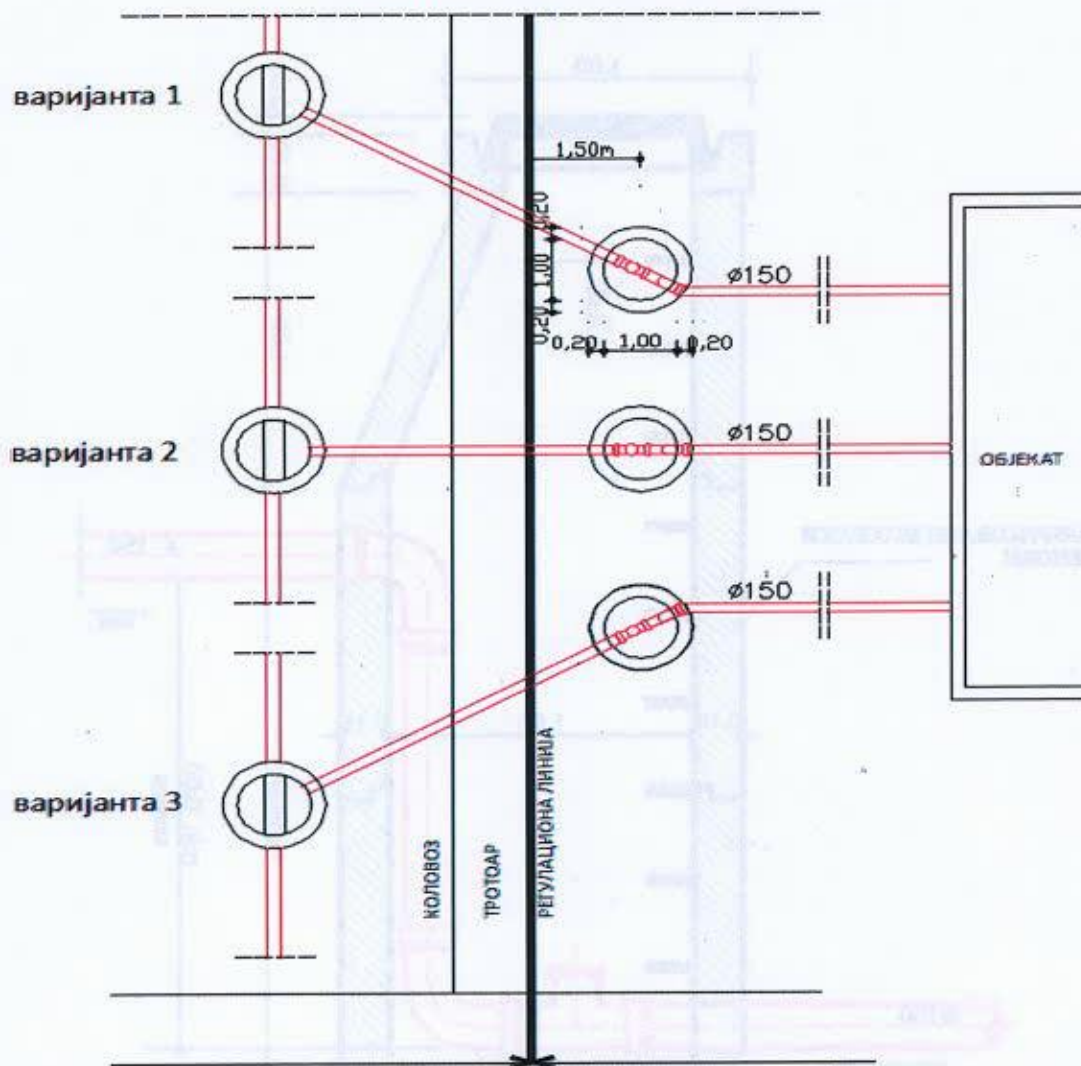 варијанта 1
1,50m
0,20
1,00
0,20
ø150
0,20 1,00 0,20
варијанта 2
ø150
ОБЈЕКАТ
ø150
варијанта 3
КОЛОВОЗ
ТРОТОАР
РЕГУЛАЦИОНА ЛИНИЈА